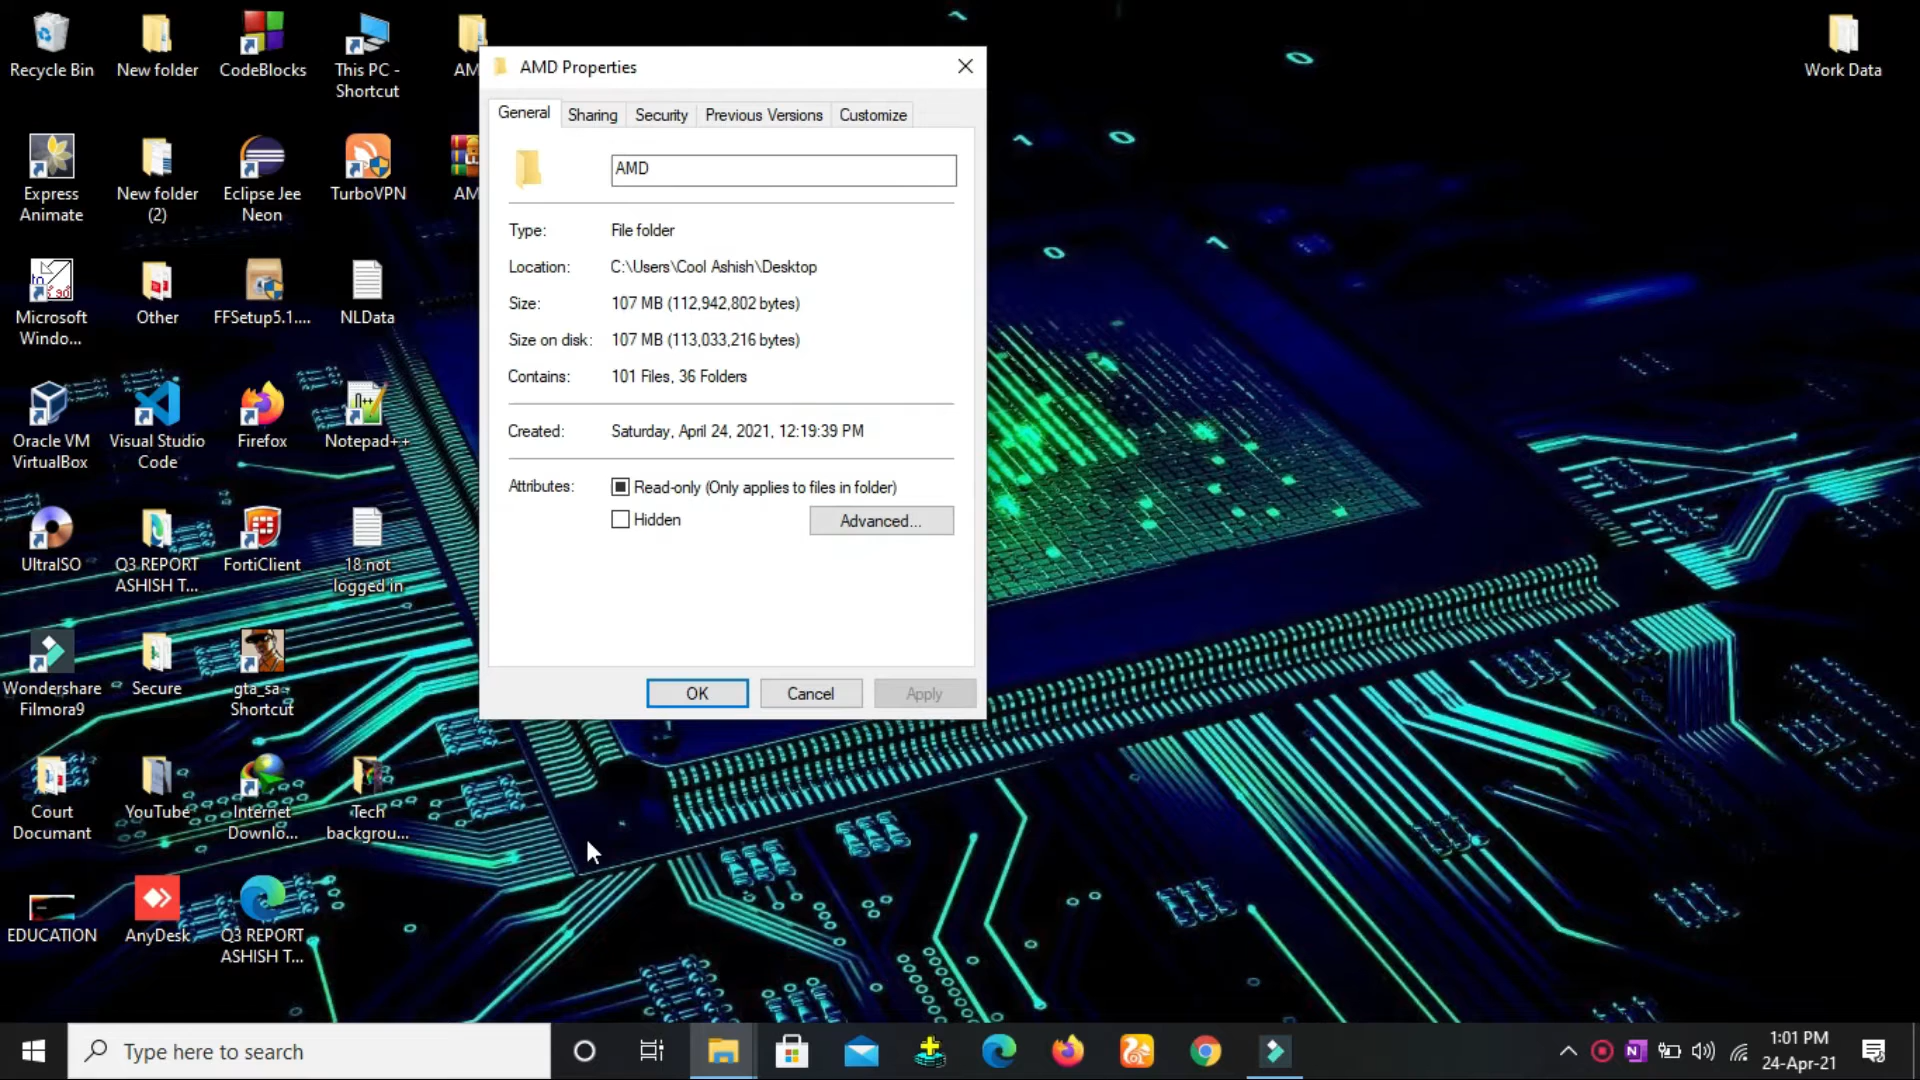 Recycle Bin
New folder
CodeBlocks
This PC -
Shortcut
AM
Work Data
Express
Animate
New folder
(2)
Eclipse Jee
Neon
TurboVPN
AM
Microsoft
Windo...
Other
FFSetup5.1....
NLData
Oracle VM
VirtualBox
Visual Studio
Code
Firefox
Notepad++
UltraISO
Q3 REPORT
ASHISH T...
FortiClient
18 not
logged in
Wondershare
Filmora9
Secure
gta_sa -
Shortcut
Court
Documant
YouTube
Internet
Downlo...
Tech
backgrou...
EDUCATION
AnyDesk
Q3 REPORT
ASHISH T...
AMD Properties
General
Sharing
Security
Previous Versions
Customize
AMD
Type: File folder
Location: C:\Users\Cool Ashish\Desktop
Size: 107 MB (112,942,802 bytes)
Size on disk: 107 MB (113,033,216 bytes)
Contains: 101 Files, 36 Folders
Created: Saturday, April 24, 2021, 12:19:39 PM
Attributes: Read-only (Only applies to files in folder)
Hidden
Advanced...
OK
Cancel
Apply
Type here to search
1:01 PM
24-Apr-21